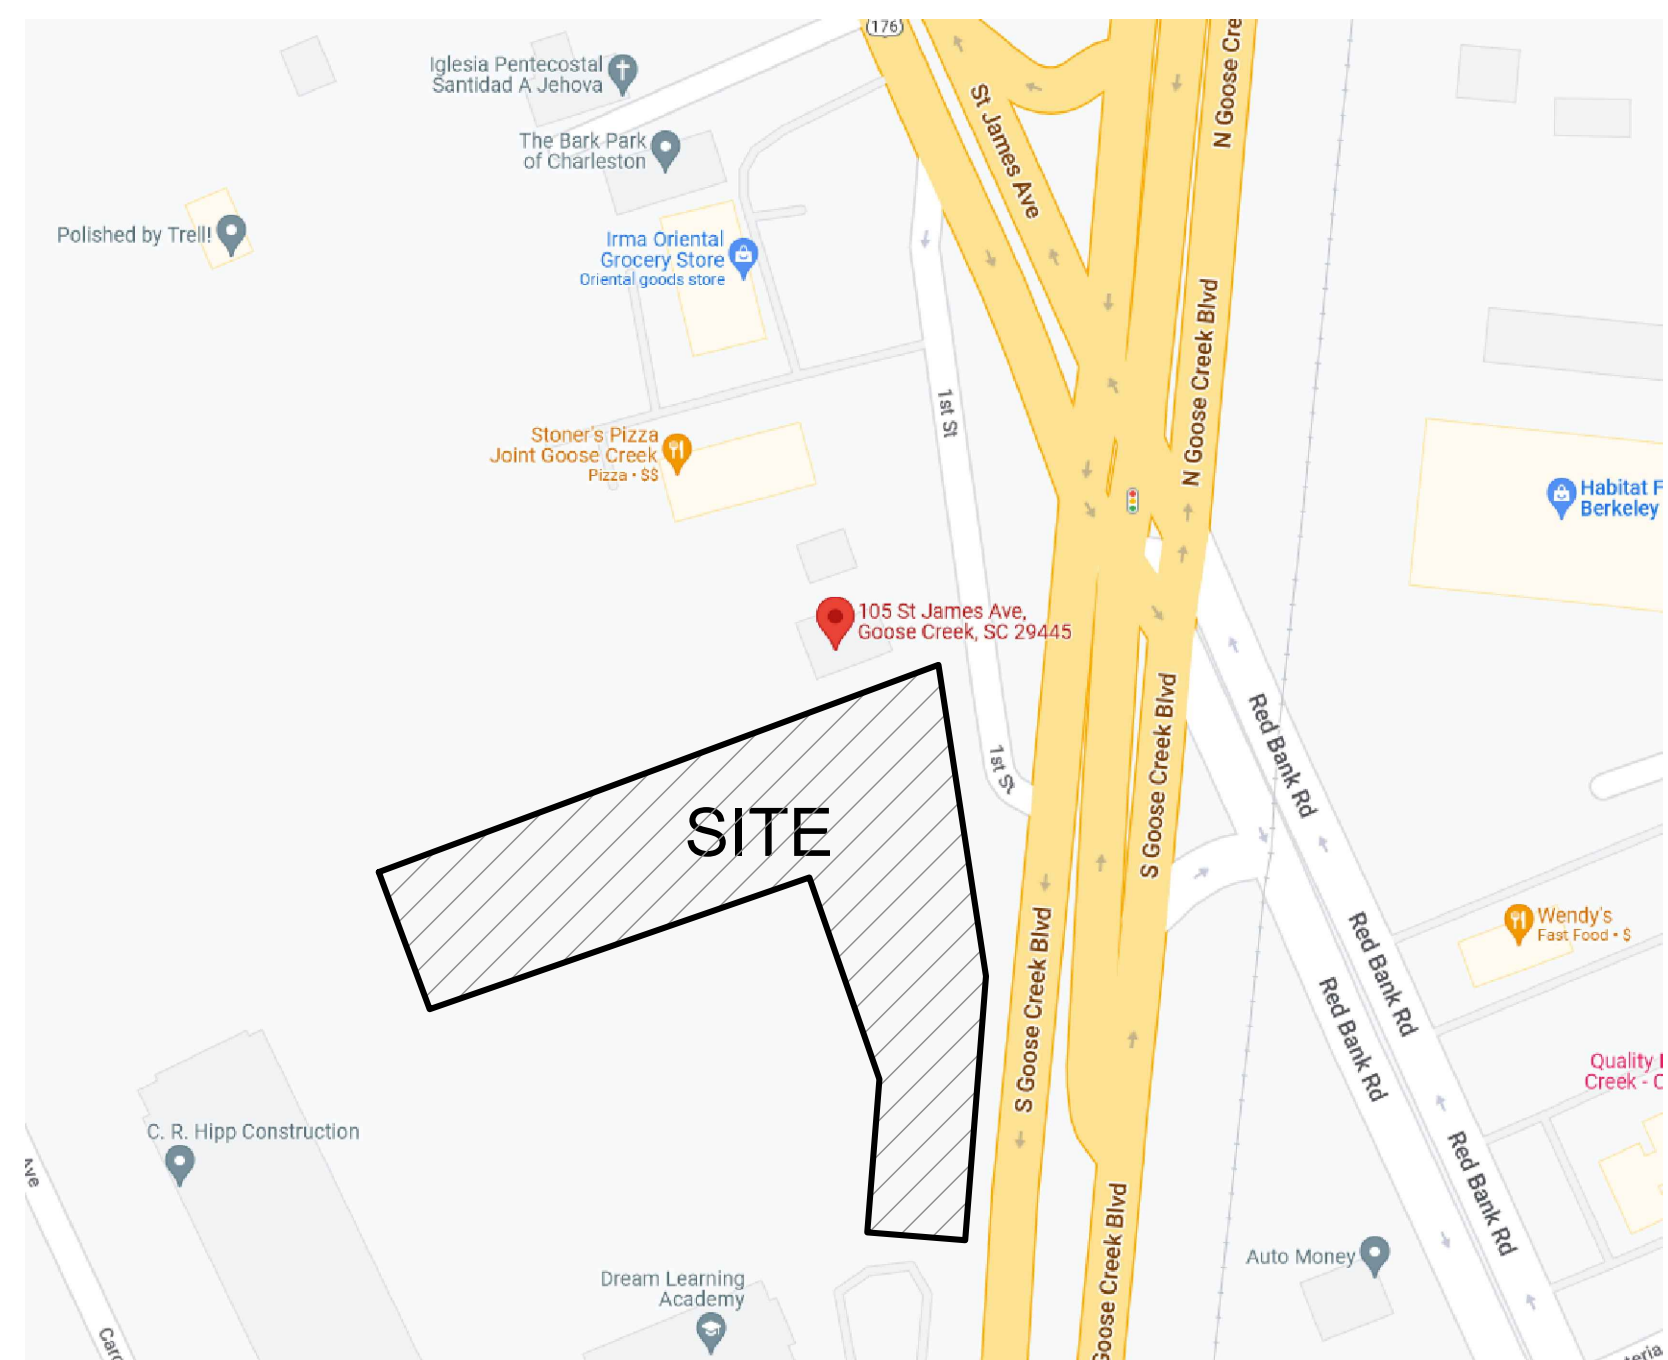 176
N Goose Cre
Iglesia Pentecostal
Santidad A Jehova
St James Ave
The Bark Park
of Charleston
Polished by Trell!
Irma Oriental
Grocery Store
Oriental goods store
N Goose Creek Blvd
1st St
Stoner's Pizza
Joint Goose Creek
Pizza • $$
Habitat F
Berkeley
105 St James Ave,
Goose Creek, SC 29445
S Goose Creek Blvd
Red Bank Rd
1st St
SITE
Wendy's
Fast Food • $
S Goose Creek Blvd
Red Bank Rd
Red Bank Rd
Quality I
Creek - C
C. R. Hipp Construction
Ave
Red Bank Rd
Goose Creek Blvd
Auto Money
Dream Learning
Academy
Caro